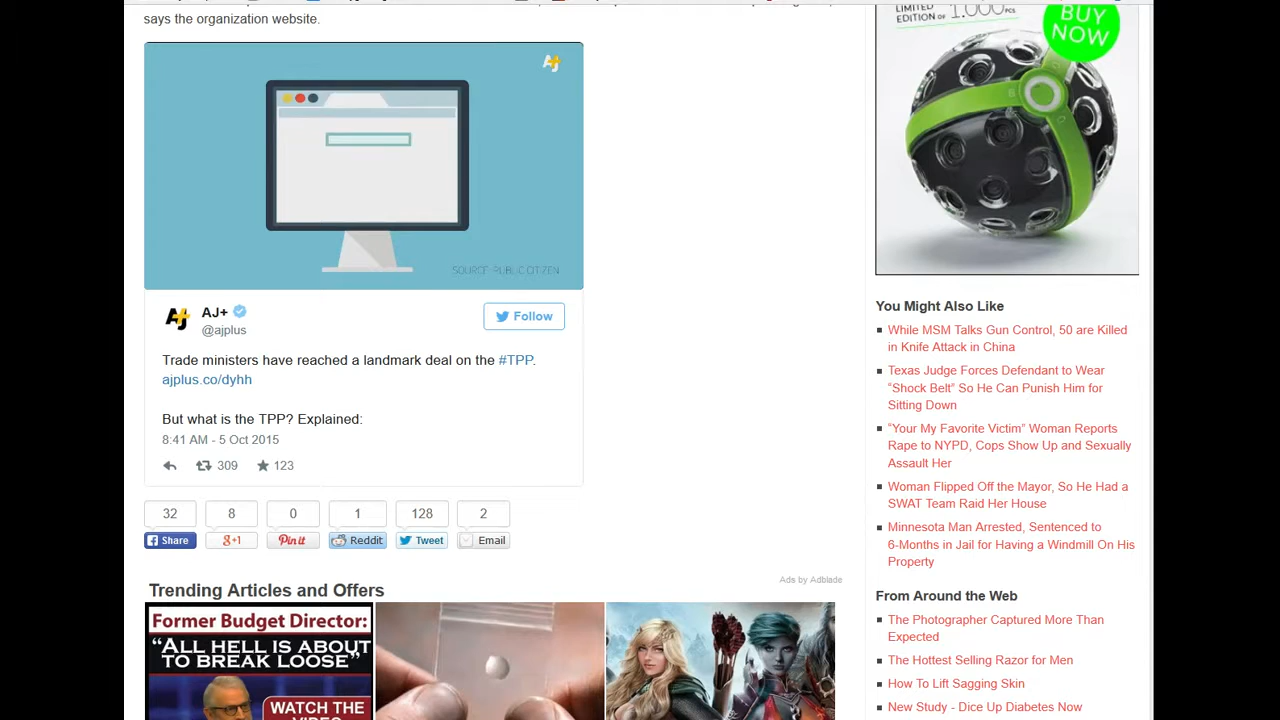 says the organization website.
AJ+
SOURCE: PUBLIC CITIZEN
AJ+
@ajplus
Follow
Trade ministers have reached a landmark deal on the #TPP.
ajplus.co/dyhh
But what is the TPP? Explained:
8:41 AM - 5 Oct 2015
309
123
32
8
0
1
128
2
Share
+1
Pin it
Reddit
Tweet
Email
Ads by Adblade
Trending Articles and Offers
Former Budget Director:
“ALL HELL IS ABOUT
TO BREAK LOOSE”
WATCH THE
VIDEO
LIMITED
EDITION OF 1.000 PCS.
BUY
NOW
You Might Also Like
While MSM Talks Gun Control, 50 are Killed
in Knife Attack in China
Texas Judge Forces Defendant to Wear
“Shock Belt” So He Can Punish Him for
Sitting Down
“Your My Favorite Victim” Woman Reports
Rape to NYPD, Cops Show Up and Sexually
Assault Her
Woman Flipped Off the Mayor, So He Had a
SWAT Team Raid Her House
Minnesota Man Arrested, Sentenced to
6-Months in Jail for Having a Windmill On His
Property
From Around the Web
The Photographer Captured More Than
Expected
The Hottest Selling Razor for Men
How To Lift Sagging Skin
New Study - Dice Up Diabetes Now